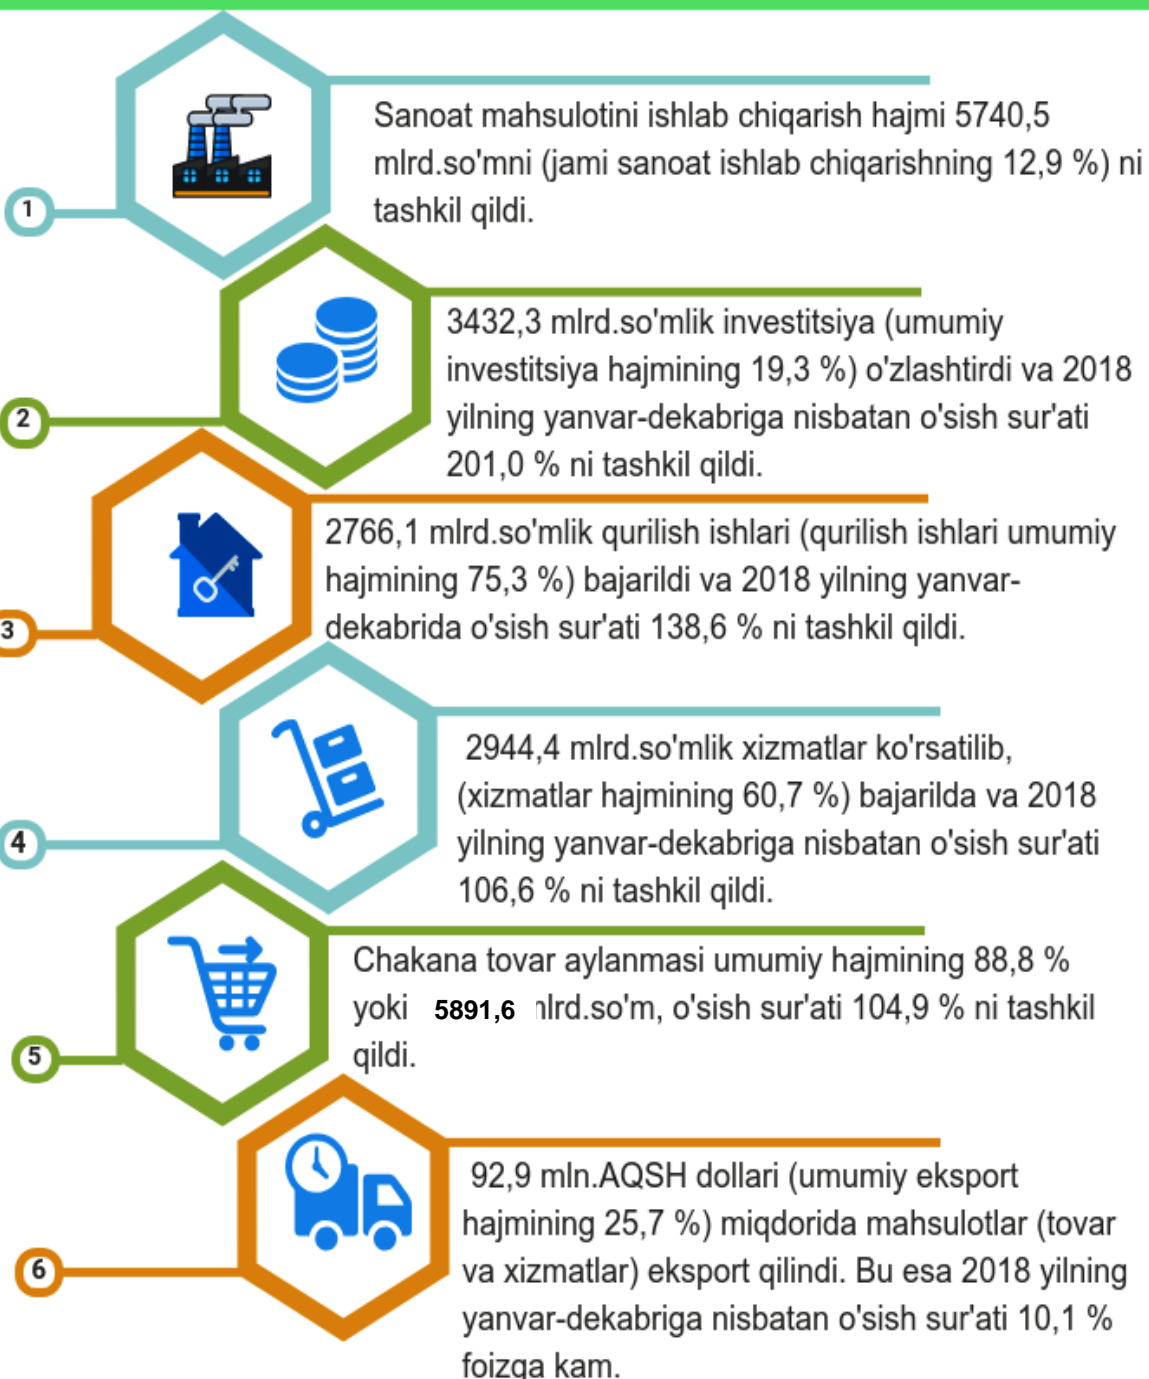 1
Sanoat mahsulotini ishlab chiqarish hajmi 5740,5
mlrd.so'mni (jami sanoat ishlab chiqarishning 12,9 %) ni
tashkil qildi.
2
3432,3 mlrd.so'mlik investitsiya (umumiy
investitsiya hajmining 19,3 %) o'zlashtirdi va 2018
yilning yanvar-dekabriga nisbatan o'sish sur'ati
201,0 % ni tashkil qildi.
3
2766,1 mlrd.so'mlik qurilish ishlari (qurilish ishlari umumiy
hajmining 75,3 %) bajarildi va 2018 yilning yanvar-
dekabrida o'sish sur'ati 138,6 % ni tashkil qildi.
4
2944,4 mlrd.so'mlik xizmatlar ko'rsatilib,
(xizmatlar hajmining 60,7 %) bajarilda va 2018
yilning yanvar-dekabriga nisbatan o'sish sur'ati
106,6 % ni tashkil qildi.
5
Chakana tovar aylanmasi umumiy hajmining 88,8 %
yoki 5891,6 mlrd.so'm, o'sish sur'ati 104,9 % ni tashkil
qildi.
6
92,9 mln.AQSH dollari (umumiy eksport
hajmining 25,7 %) miqdorida mahsulotlar (tovar
va xizmatlar) eksport qilindi. Bu esa 2018 yilning
yanvar-dekabriga nisbatan o'sish sur'ati 10,1 %
foizga kam.